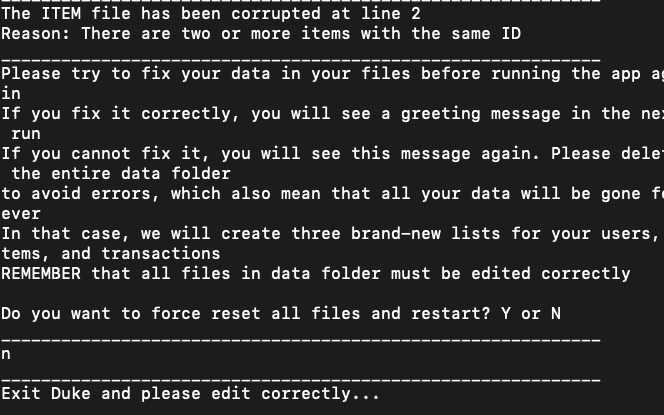 ____________________________________________________________
The ITEM file has been corrupted at line 2
Reason: There are two or more items with the same ID
____________________________________________________________
Please try to fix your data in your files before running the app ag
in
If you fix it correctly, you will see a greeting message in the nex
 run
If you cannot fix it, you will see this message again. Please delet
 the entire data folder
to avoid errors, which also mean that all your data will be gone fo
ever
In that case, we will create three brand-new lists for your users,
tems, and transactions
REMEMBER that all files in data folder must be edited correctly

Do you want to force reset all files and restart? Y or N
____________________________________________________________
n
____________________________________________________________
Exit Duke and please edit correctly...